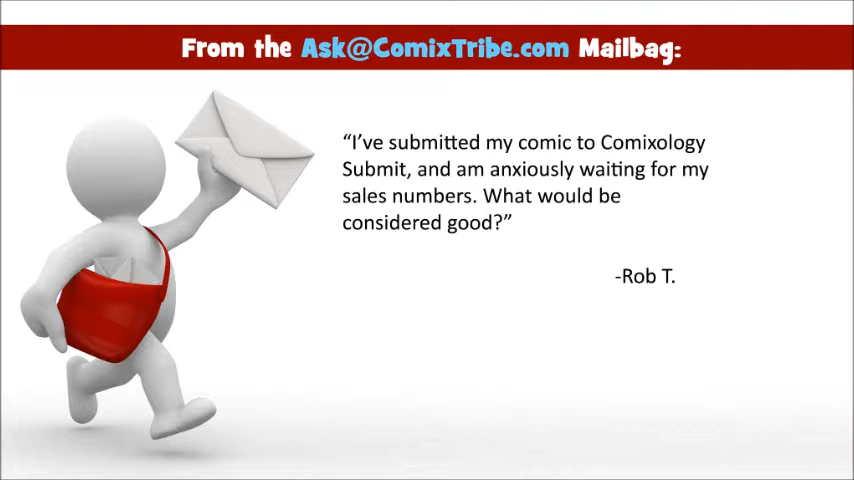 From the Ask@ComixTribe.com Mailbag:
“I’ve submitted my comic to Comixology
Submit, and am anxiously waiting for my
sales numbers. What would be
considered good?”
-Rob T.